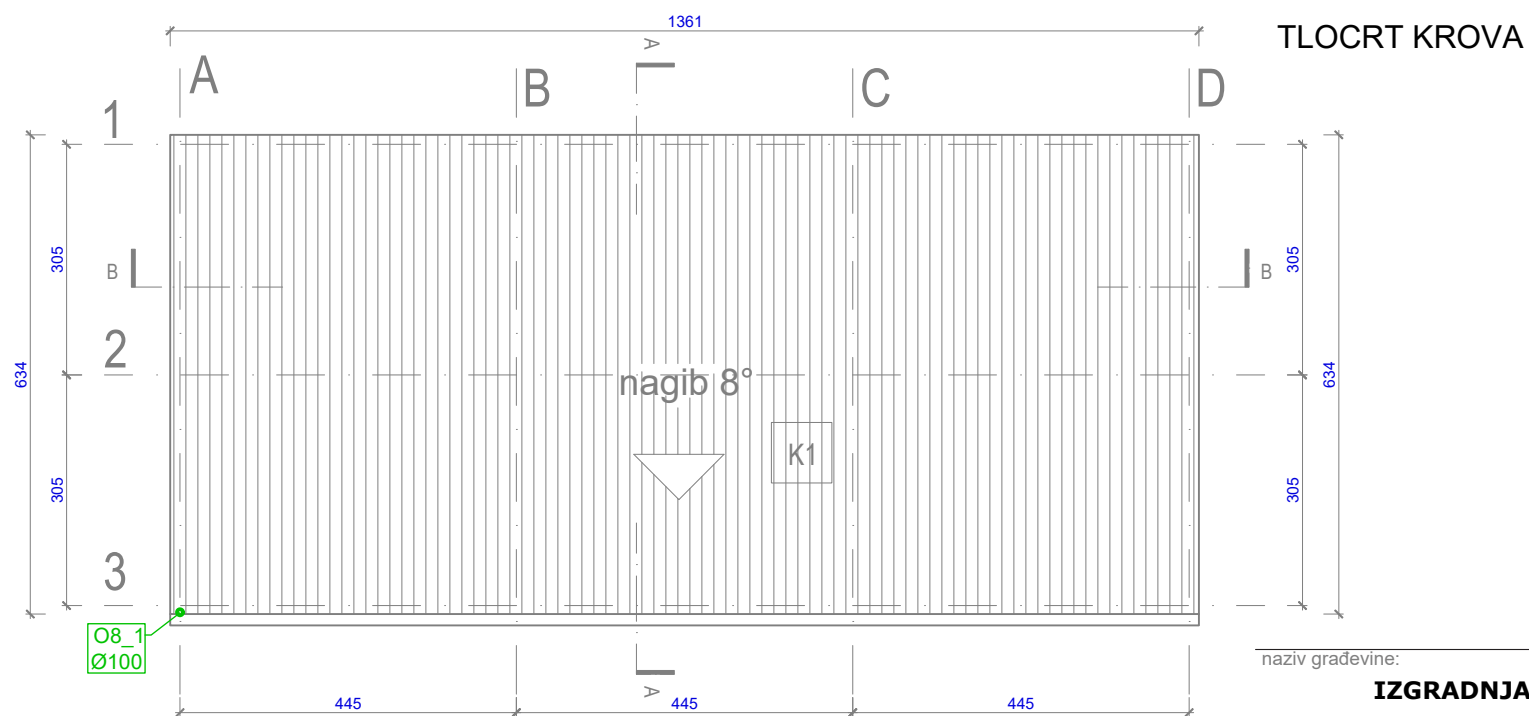 1361
TLOCRT KROVA
A
A
B
C
D
1
305
305
B
B
2
634
634
nagib 8°
K1
305
305
3
O8_1
Ø100
A
naziv građevine:
IZGRADNJA
445
445
445